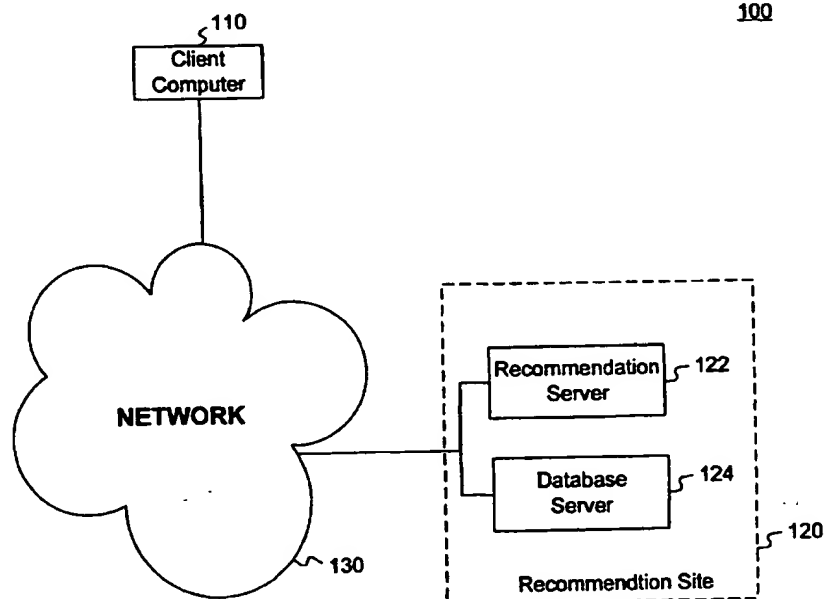 100
110
Client
Computer
NETWORK
130
Recommendation
Server
122
Database
Server
124
120
Recommendtion Site